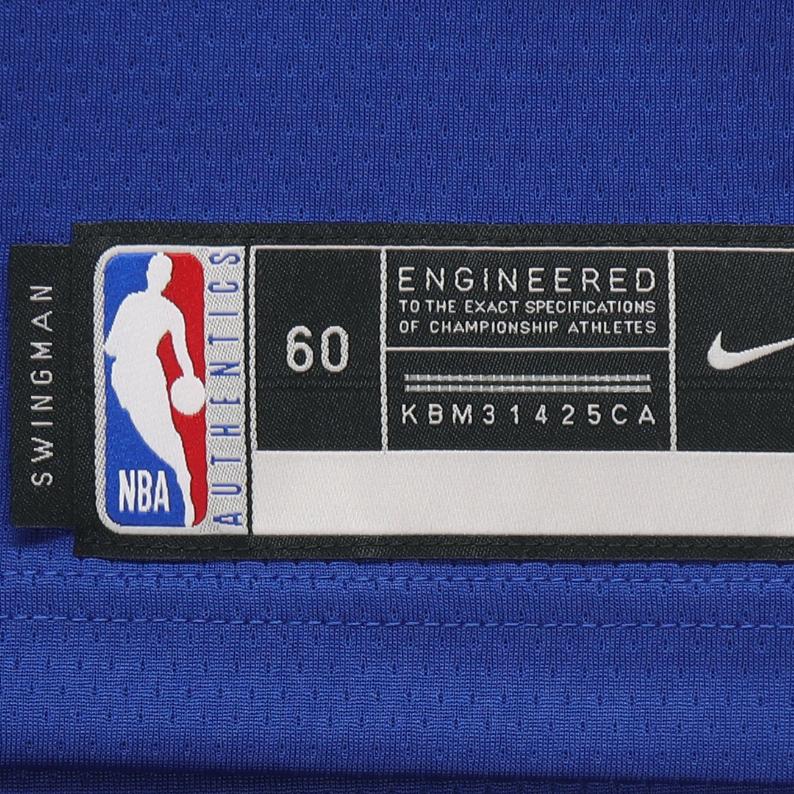 SWINGMAN
NBA
AUTHENTICS
60
ENGINEERED
TO THE EXACT SPECIFICATIONS
OF CHAMPIONSHIP ATHLETES
KBM31425CA